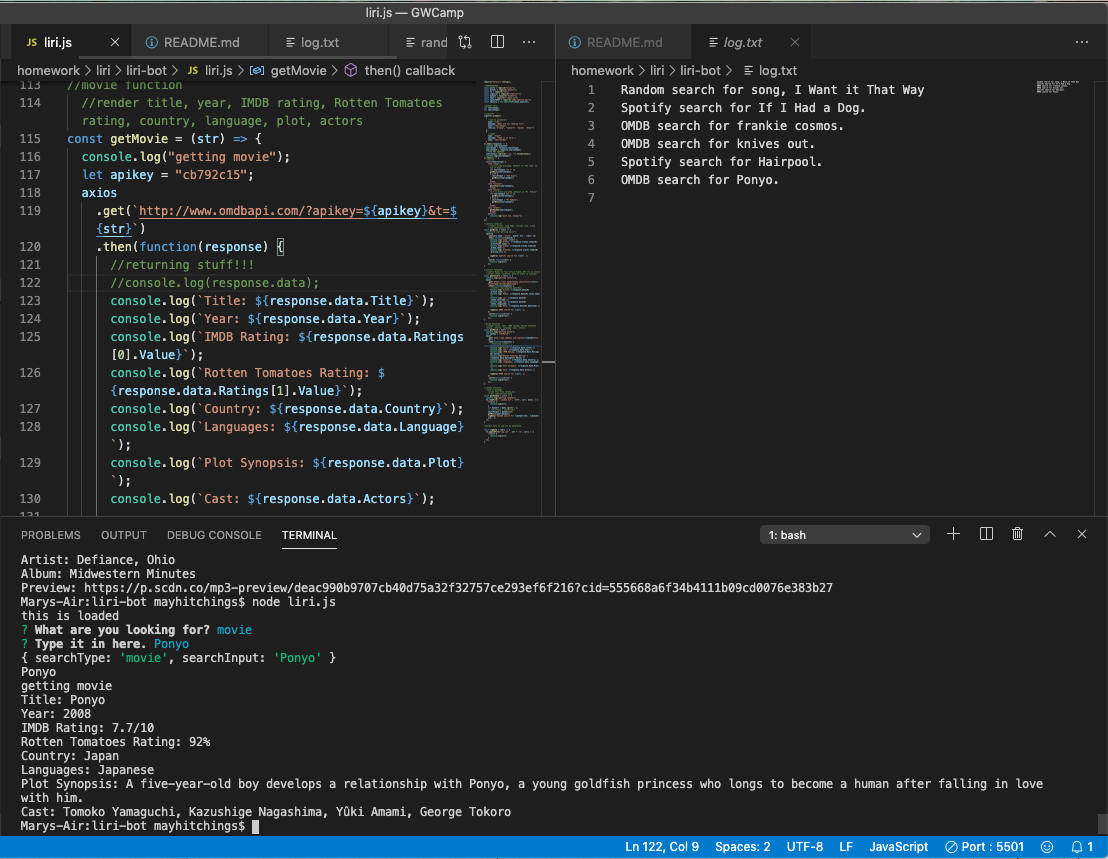 liri.js — GWCamp
JS liri.js × README.md log.txt rand ···
README.md log.txt × ···
homework > liri > liri-bot > JS liri.js > getMovie > then() callback
homework > liri > liri-bot > log.txt
113 //movie function
114 //render title, year, IMDB rating, Rotten Tomatoes
rating, country, language, plot, actors
115 const getMovie = (str) => {
116 console.log("getting movie");
117 let apikey = "cb792c15";
118 axios
119 .get(`http://www.omdbapi.com/?apikey=${apikey}&t=$
{str}`)
120 .then(function(response) {
121 //returning stuff!!!
122 //console.log(response.data);
123 console.log(`Title: ${response.data.Title}`);
124 console.log(`Year: ${response.data.Year}`);
125 console.log(`IMDB Rating: ${response.data.Ratings
[0].Value}`);
126 console.log(`Rotten Tomatoes Rating: $
{response.data.Ratings[1].Value}`);
127 console.log(`Country: ${response.data.Country}`);
128 console.log(`Languages: ${response.data.Language}
`);
129 console.log(`Plot Synopsis: ${response.data.Plot}
`);
130 console.log(`Cast: ${response.data.Actors}`);
131
1 Random search for song, I Want it That Way
2 Spotify search for If I Had a Dog.
3 OMDB search for frankie cosmos.
4 OMDB search for knives out.
5 Spotify search for Hairpool.
6 OMDB search for Ponyo.
7
PROBLEMS OUTPUT DEBUG CONSOLE TERMINAL 1: bash
Artist: Defiance, Ohio
Album: Midwestern Minutes
Preview: https://p.scdn.co/mp3-preview/deac990b9707cb40d75a32f32757ce293ef6f216?cid=555668a6f34b4111b09cd0076e383b27
Marys-Air:liri-bot mayhitchings$ node liri.js
this is loaded
? What are you looking for? movie
? Type it in here. Ponyo
{ searchType: 'movie', searchInput: 'Ponyo' }
Ponyo
getting movie
Title: Ponyo
Year: 2008
IMDB Rating: 7.7/10
Rotten Tomatoes Rating: 92%
Country: Japan
Languages: Japanese
Plot Synopsis: A five-year-old boy develops a relationship with Ponyo, a young goldfish princess who longs to become a human after falling in love
with him.
Cast: Tomoko Yamaguchi, Kazushige Nagashima, Yûki Amami, George Tokoro
Marys-Air:liri-bot mayhitchings$
Ln 122, Col 9 Spaces: 2 UTF-8 LF JavaScript Port : 5501 1